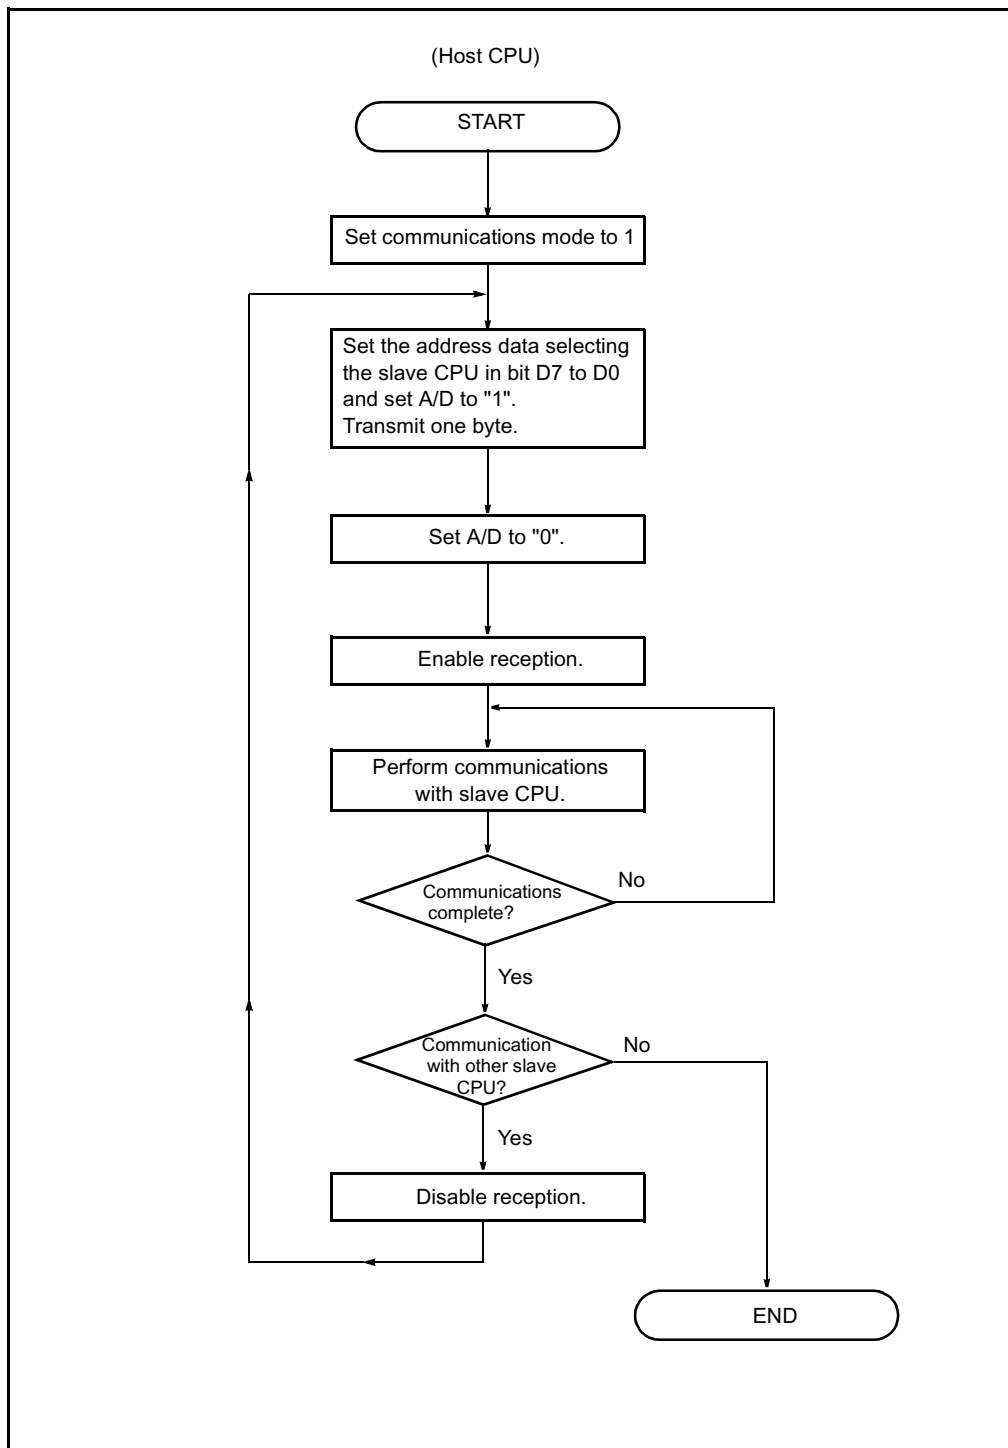 (Host CPU)
START
Set communications mode to 1
Set the address data selecting
the slave CPU in bit D7 to D0
and set A/D to "1".
Transmit one byte.
Set A/D to "0".
Enable reception.
Perform communications
with slave CPU.
Communications
complete?
No
Yes
Communication
with other slave
CPU?
No
Yes
Disable reception.
END